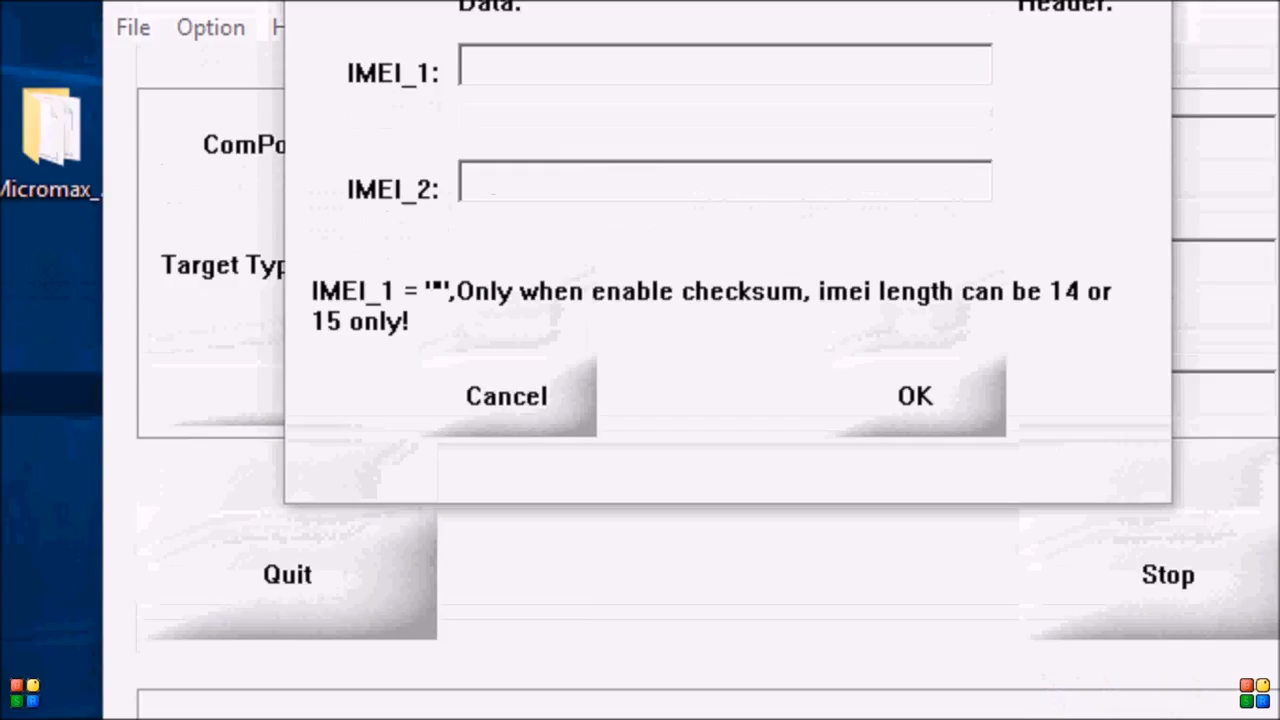 Data:
Header:
File Option H
IMEI_1:
ComPo
Micromax_
IMEI_2:
Target Typ
IMEI_1 = "",Only when enable checksum, imei length can be 14 or
15 only!
Cancel
OK
Quit
Stop